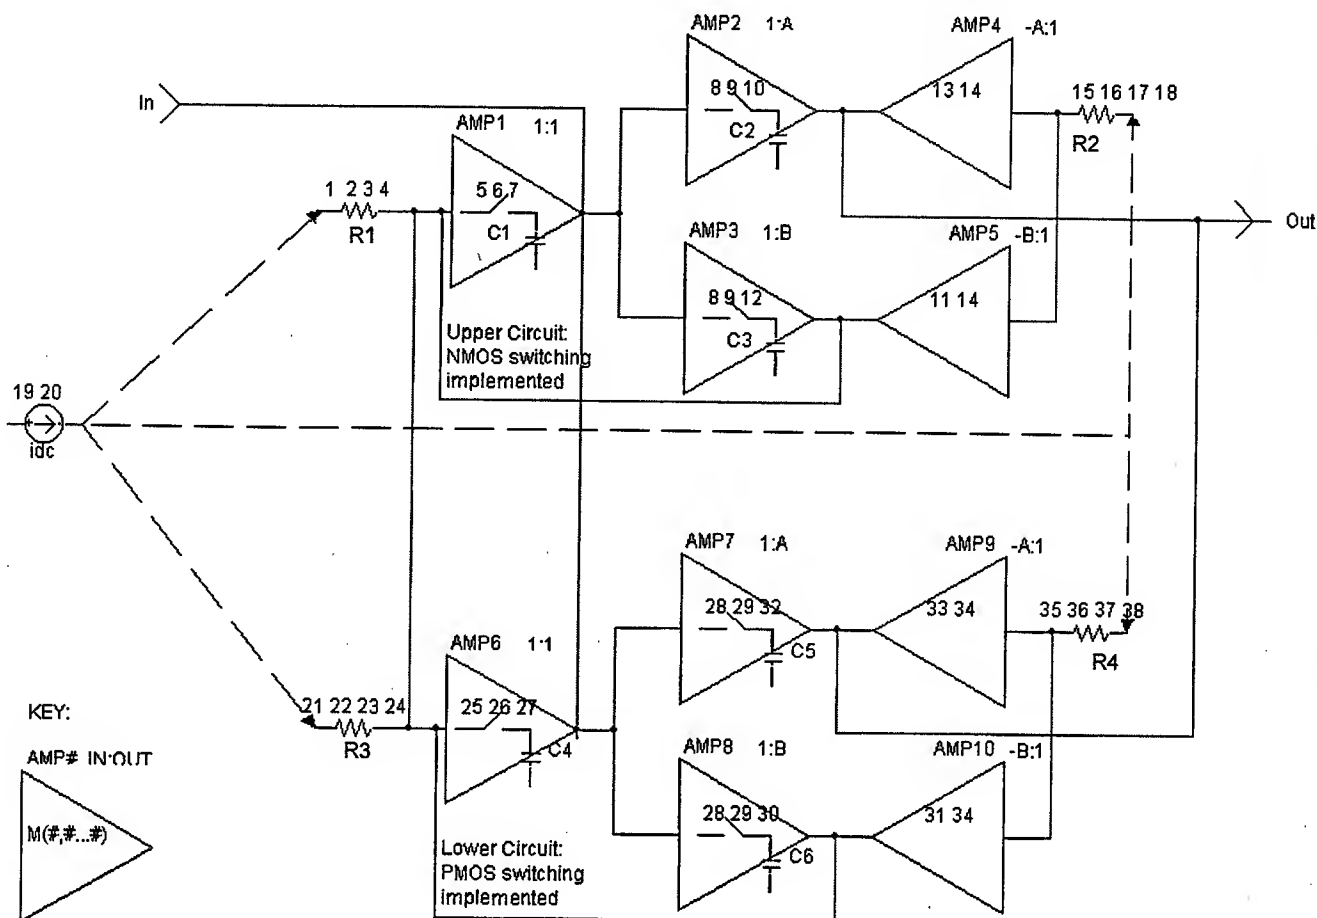 AMP2 1:A
AMP4 -A:1
8 9 10
13 14
15 16 17 18
In
C2
R2
AMP1 1:1
1 2 3 4
5 6 7
R1
C1
AMP3 1:B
AMP5 -B:1
Out
8 9 12
11 14
C3
Upper Circuit:
NMOS switching
implemented
19 20
idc
AMP7 1:A
AMP9 -A:1
28 29 32
33 34
35 36 37 38
C5
R4
AMP6 1:1
21 22 23 24
25 26 27
R3
C4
KEY:
AMP# IN:OUT
M(#,#...#)
AMP8 1:B
AMP10 -B:1
28 29 30
31 34
C6
Lower Circuit:
PMOS switching
implemented